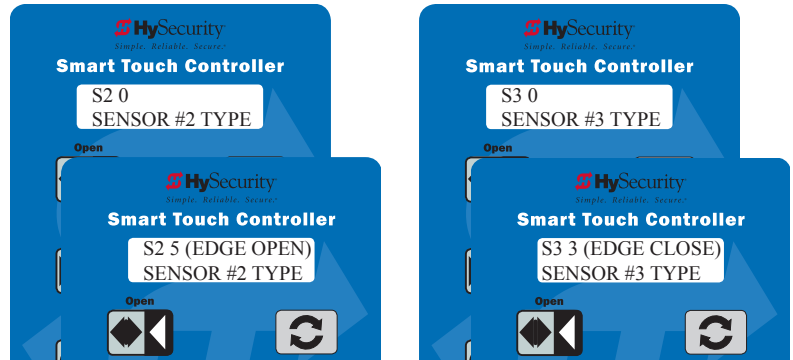 HySecurity
Simple. Reliable. Secure.
Smart Touch Controller
S2 0
SENSOR #2 TYPE
Open
HySecurity
Simple. Reliable. Secure.
Smart Touch Controller
S2 5 (EDGE OPEN)
SENSOR #2 TYPE
Open
HySecurity
Simple. Reliable. Secure.
Smart Touch Controller
S3 0
SENSOR #3 TYPE
Open
HySecurity
Simple. Reliable. Secure.
Smart Touch Controller
S3 3 (EDGE CLOSE)
SENSOR #3 TYPE
Open